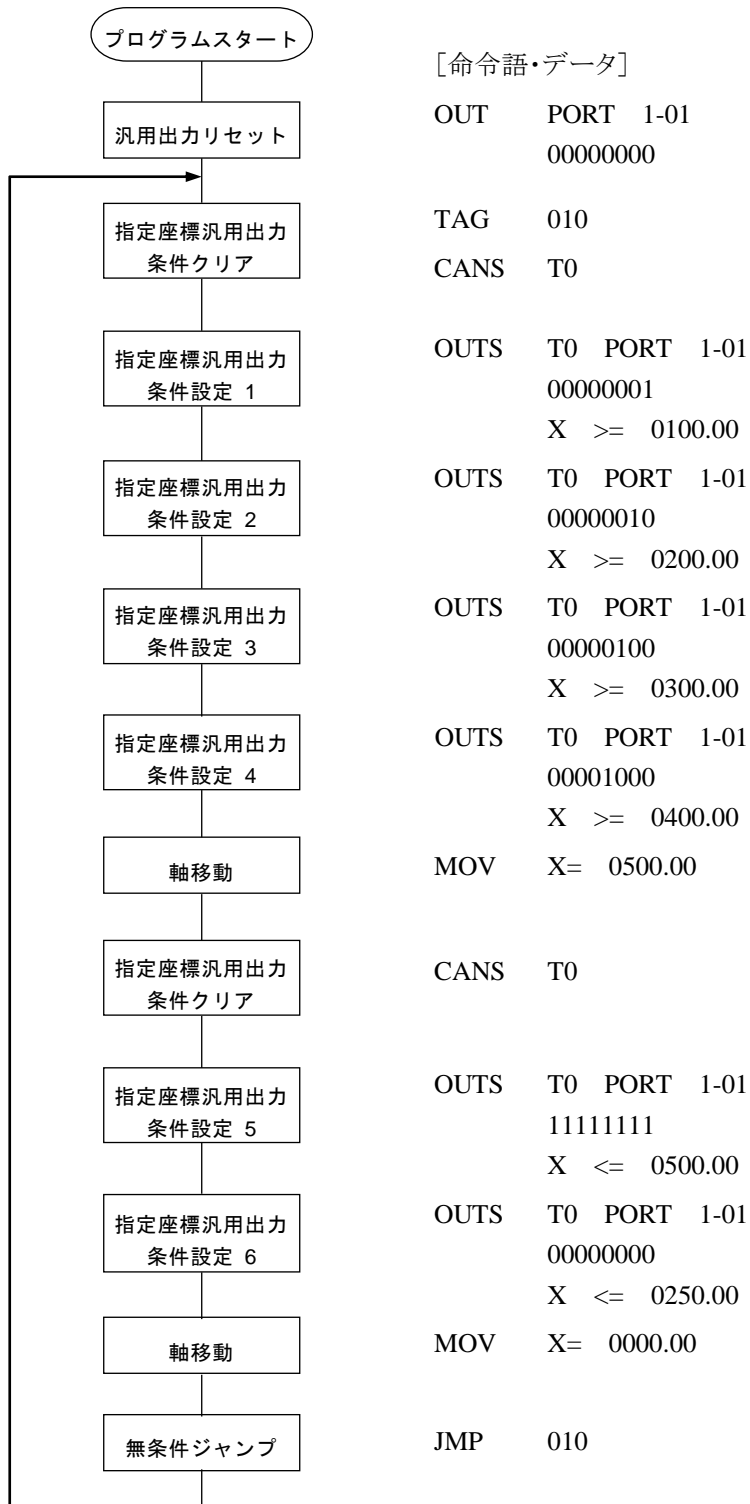 プログラムスタート
[命令語・データ]
汎用出力リセット
OUT PORT 1-01
00000000
指定座標汎用出力
条件クリア
TAG 010
CANS T0
指定座標汎用出力
条件設定 1
OUTS T0 PORT 1-01
00000001
X >= 0100.00
指定座標汎用出力
条件設定 2
OUTS T0 PORT 1-01
00000010
X >= 0200.00
指定座標汎用出力
条件設定 3
OUTS T0 PORT 1-01
00000100
X >= 0300.00
指定座標汎用出力
条件設定 4
OUTS T0 PORT 1-01
00001000
X >= 0400.00
軸移動
MOV X= 0500.00
指定座標汎用出力
条件クリア
CANS T0
指定座標汎用出力
条件設定 5
OUTS T0 PORT 1-01
11111111
X <= 0500.00
指定座標汎用出力
条件設定 6
OUTS T0 PORT 1-01
00000000
X <= 0250.00
軸移動
MOV X= 0000.00
無条件ジャンプ
JMP 010